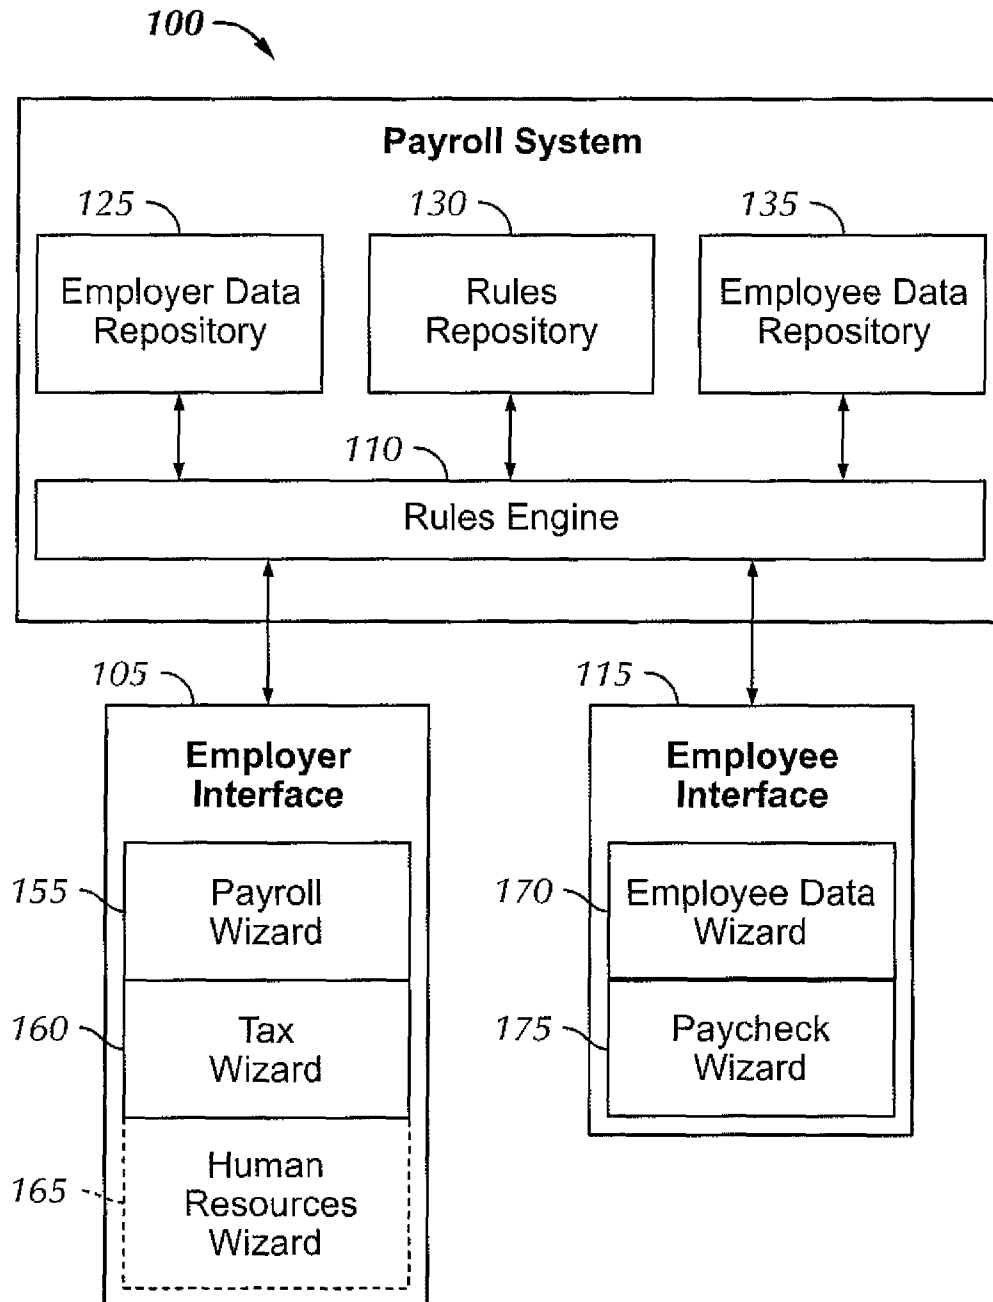 100
Payroll System
125
130
135
Employer Data
Repository
Rules
Repository
Employee Data
Repository
110
Rules Engine
105
115
Employer
Interface
Employee
Interface
155
Payroll
Wizard
170
Employee Data
Wizard
160
Tax
Wizard
175
Paycheck
Wizard
165
Human
Resources
Wizard